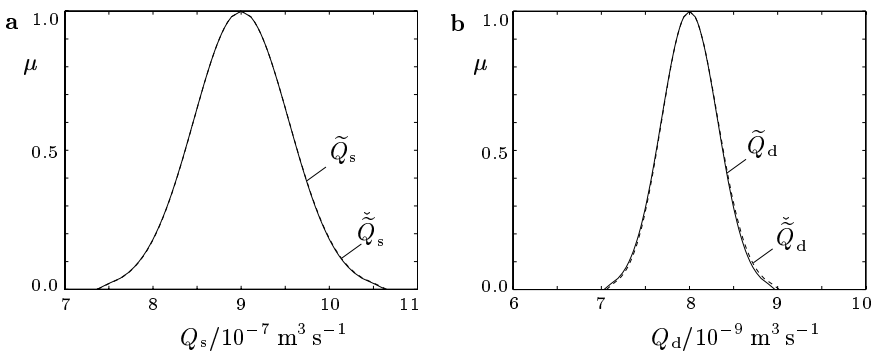 a
μ
1.0
0.5
0.0
7 8 9 10 11
Q̃s
Q̃̆s
Qs/10⁻⁷ m³ s⁻¹
b
μ
1.0
0.5
0.0
6 7 8 9 10
Q̃d
Q̃̆d
Qd/10⁻⁹ m³ s⁻¹